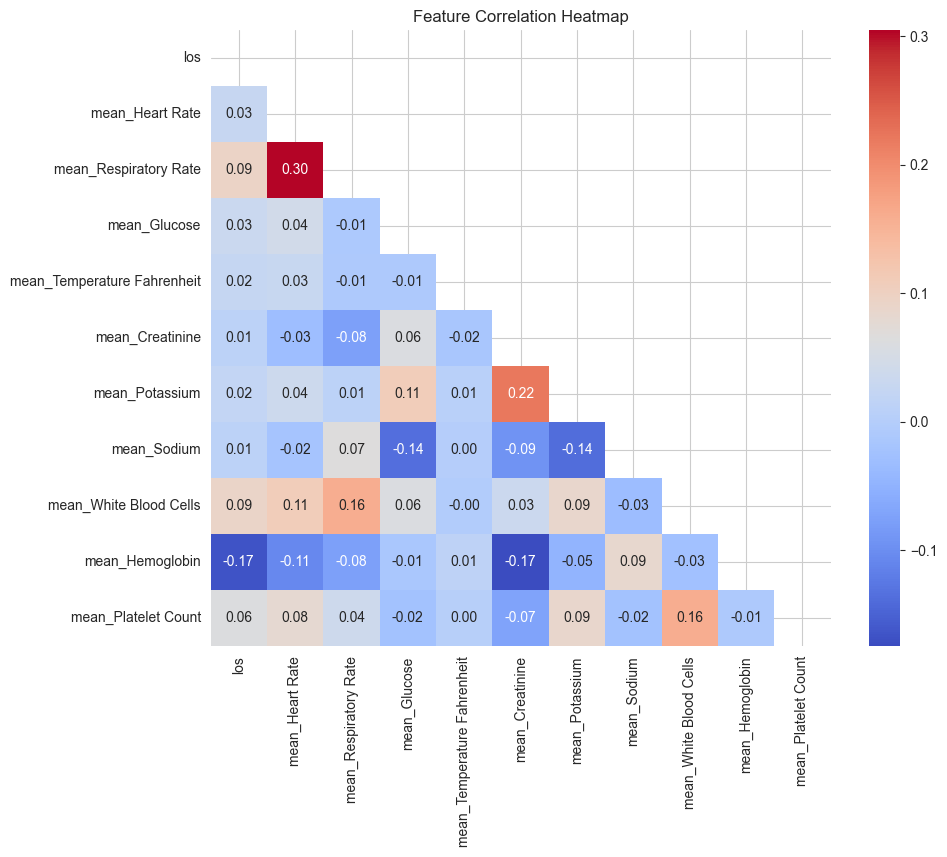 Feature Correlation Heatmap
los
mean_Heart Rate
0.03
mean_Respiratory Rate
0.09 0.30
mean_Glucose
0.03 0.04 -0.01
mean_Temperature Fahrenheit
0.02 0.03 -0.01 -0.01
mean_Creatinine
0.01 -0.03 -0.08 0.06 -0.02
mean_Potassium
0.02 0.04 0.01 0.11 0.01 0.22
mean_Sodium
0.01 -0.02 0.07 -0.14 0.00 -0.09 -0.14
mean_White Blood Cells
0.09 0.11 0.16 0.06 -0.00 0.03 0.09 -0.03
mean_Hemoglobin
-0.17 -0.11 -0.08 -0.01 0.01 -0.17 -0.05 0.09 -0.03
mean_Platelet Count
0.06 0.08 0.04 -0.02 0.00 -0.07 0.09 -0.02 0.16 -0.01
los
mean_Heart Rate
mean_Respiratory Rate
mean_Glucose
mean_Temperature Fahrenheit
mean_Creatinine
mean_Potassium
mean_Sodium
mean_White Blood Cells
mean_Hemoglobin
mean_Platelet Count
0.3
0.2
0.1
0.0
−0.1